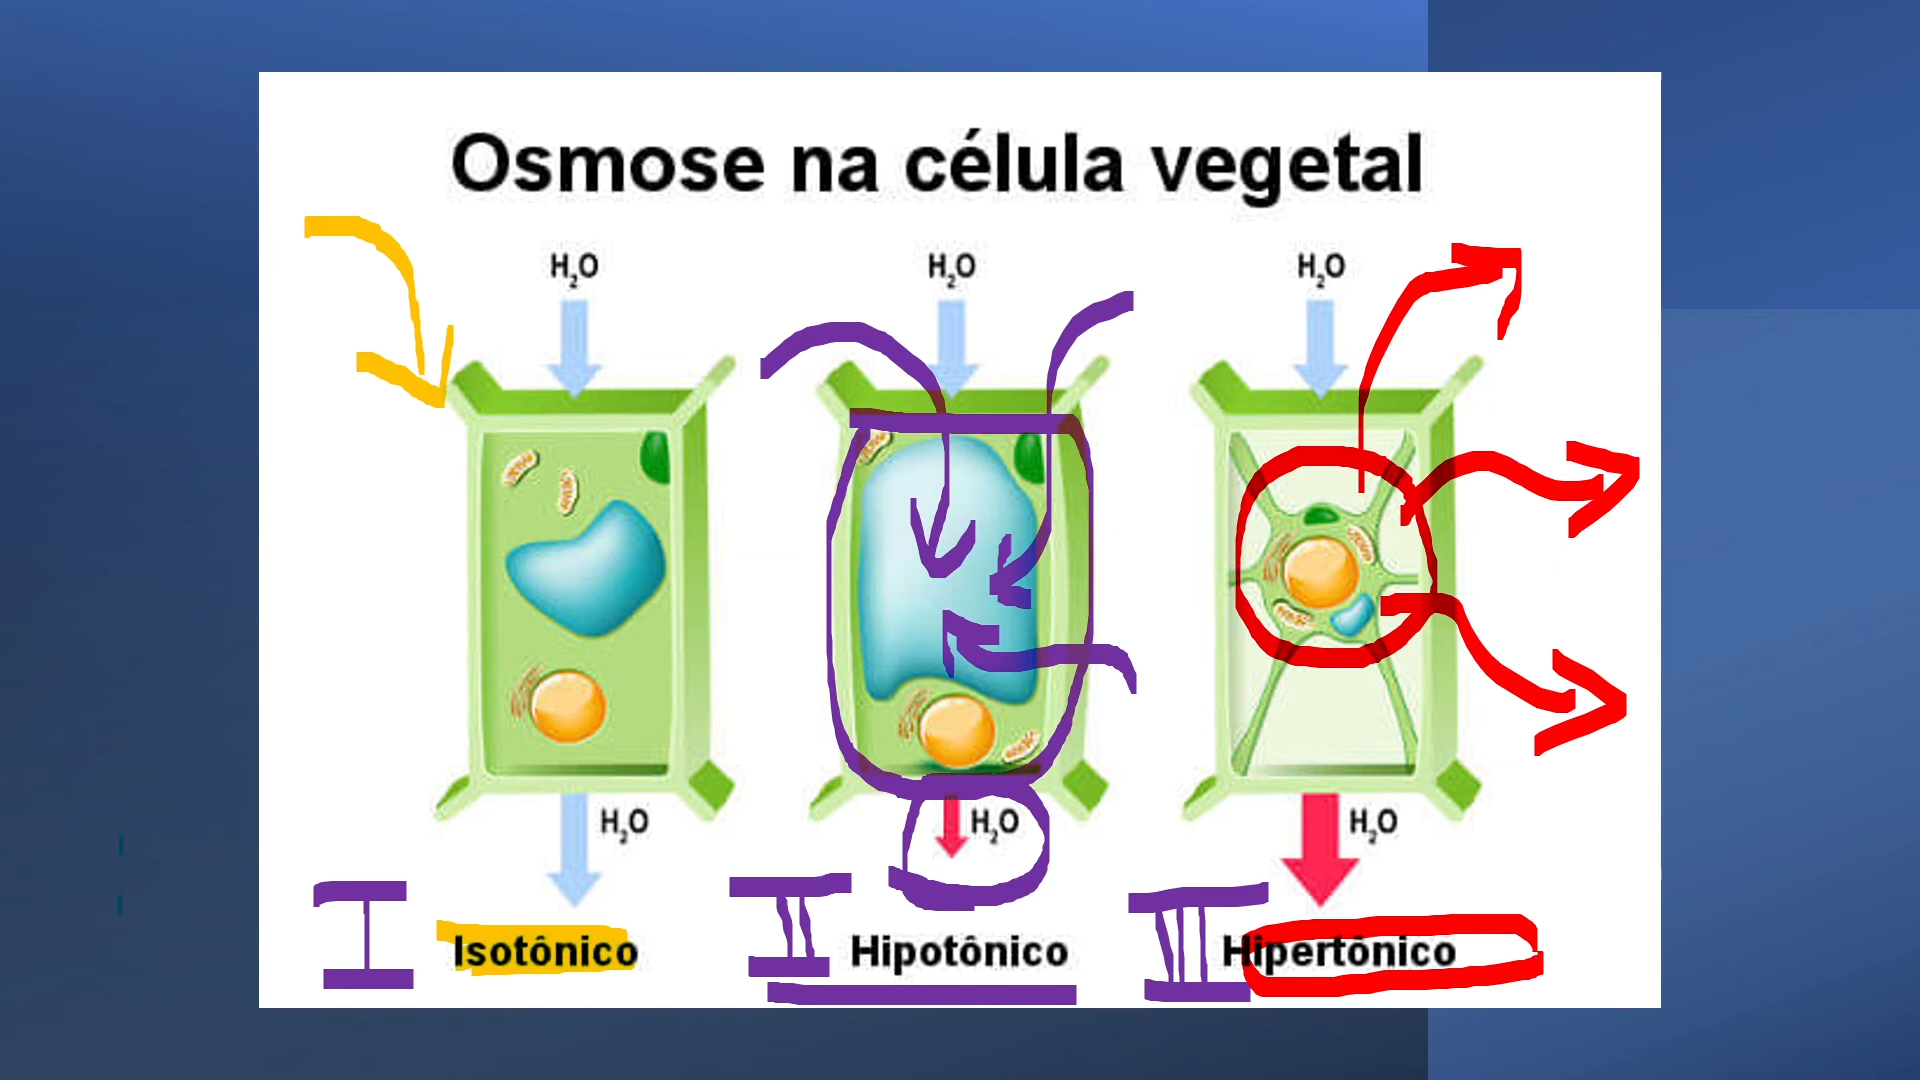 Osmose na célula vegetal
H₂O H₂O H₂O
H₂O H₂O H₂O
I Isotônico II Hipotônico III Hipertônico